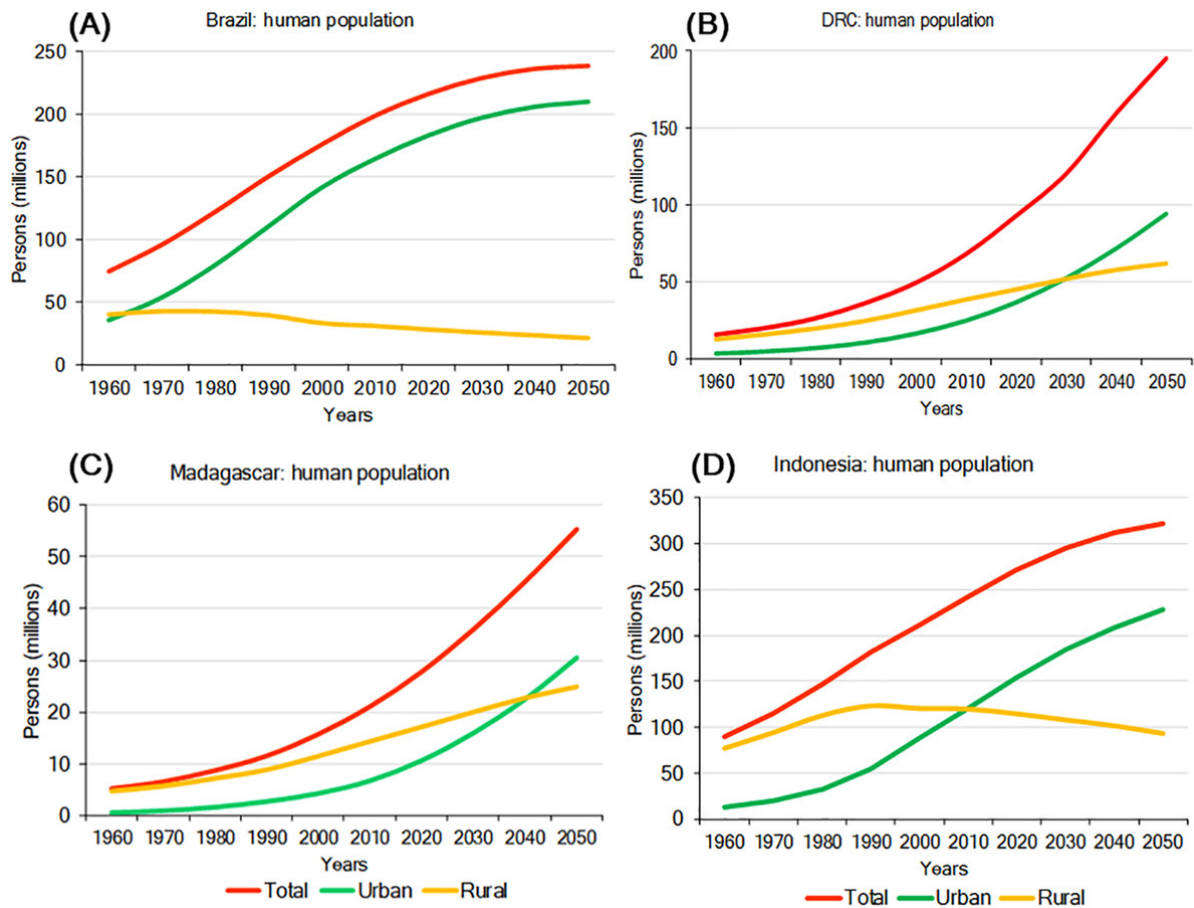 (A)
Brazil: human population
Persons (millions)
250
200
150
100
50
0
1960 1970 1980 1990 2000 2010 2020 2030 2040 2050
Years
(B)
DRC: human population
Persons (millions)
200
150
100
50
0
1960 1970 1980 1990 2000 2010 2020 2030 2040 2050
Years
(C)
Madagascar: human population
Persons (millions)
60
50
40
30
20
10
0
1960 1970 1980 1990 2000 2010 2020 2030 2040 2050
Years
Total Urban Rural
(D)
Indonesia: human population
Persons (millions)
350
300
250
200
150
100
50
0
1960 1970 1980 1990 2000 2010 2020 2030 2040 2050
Years
Total Urban Rural